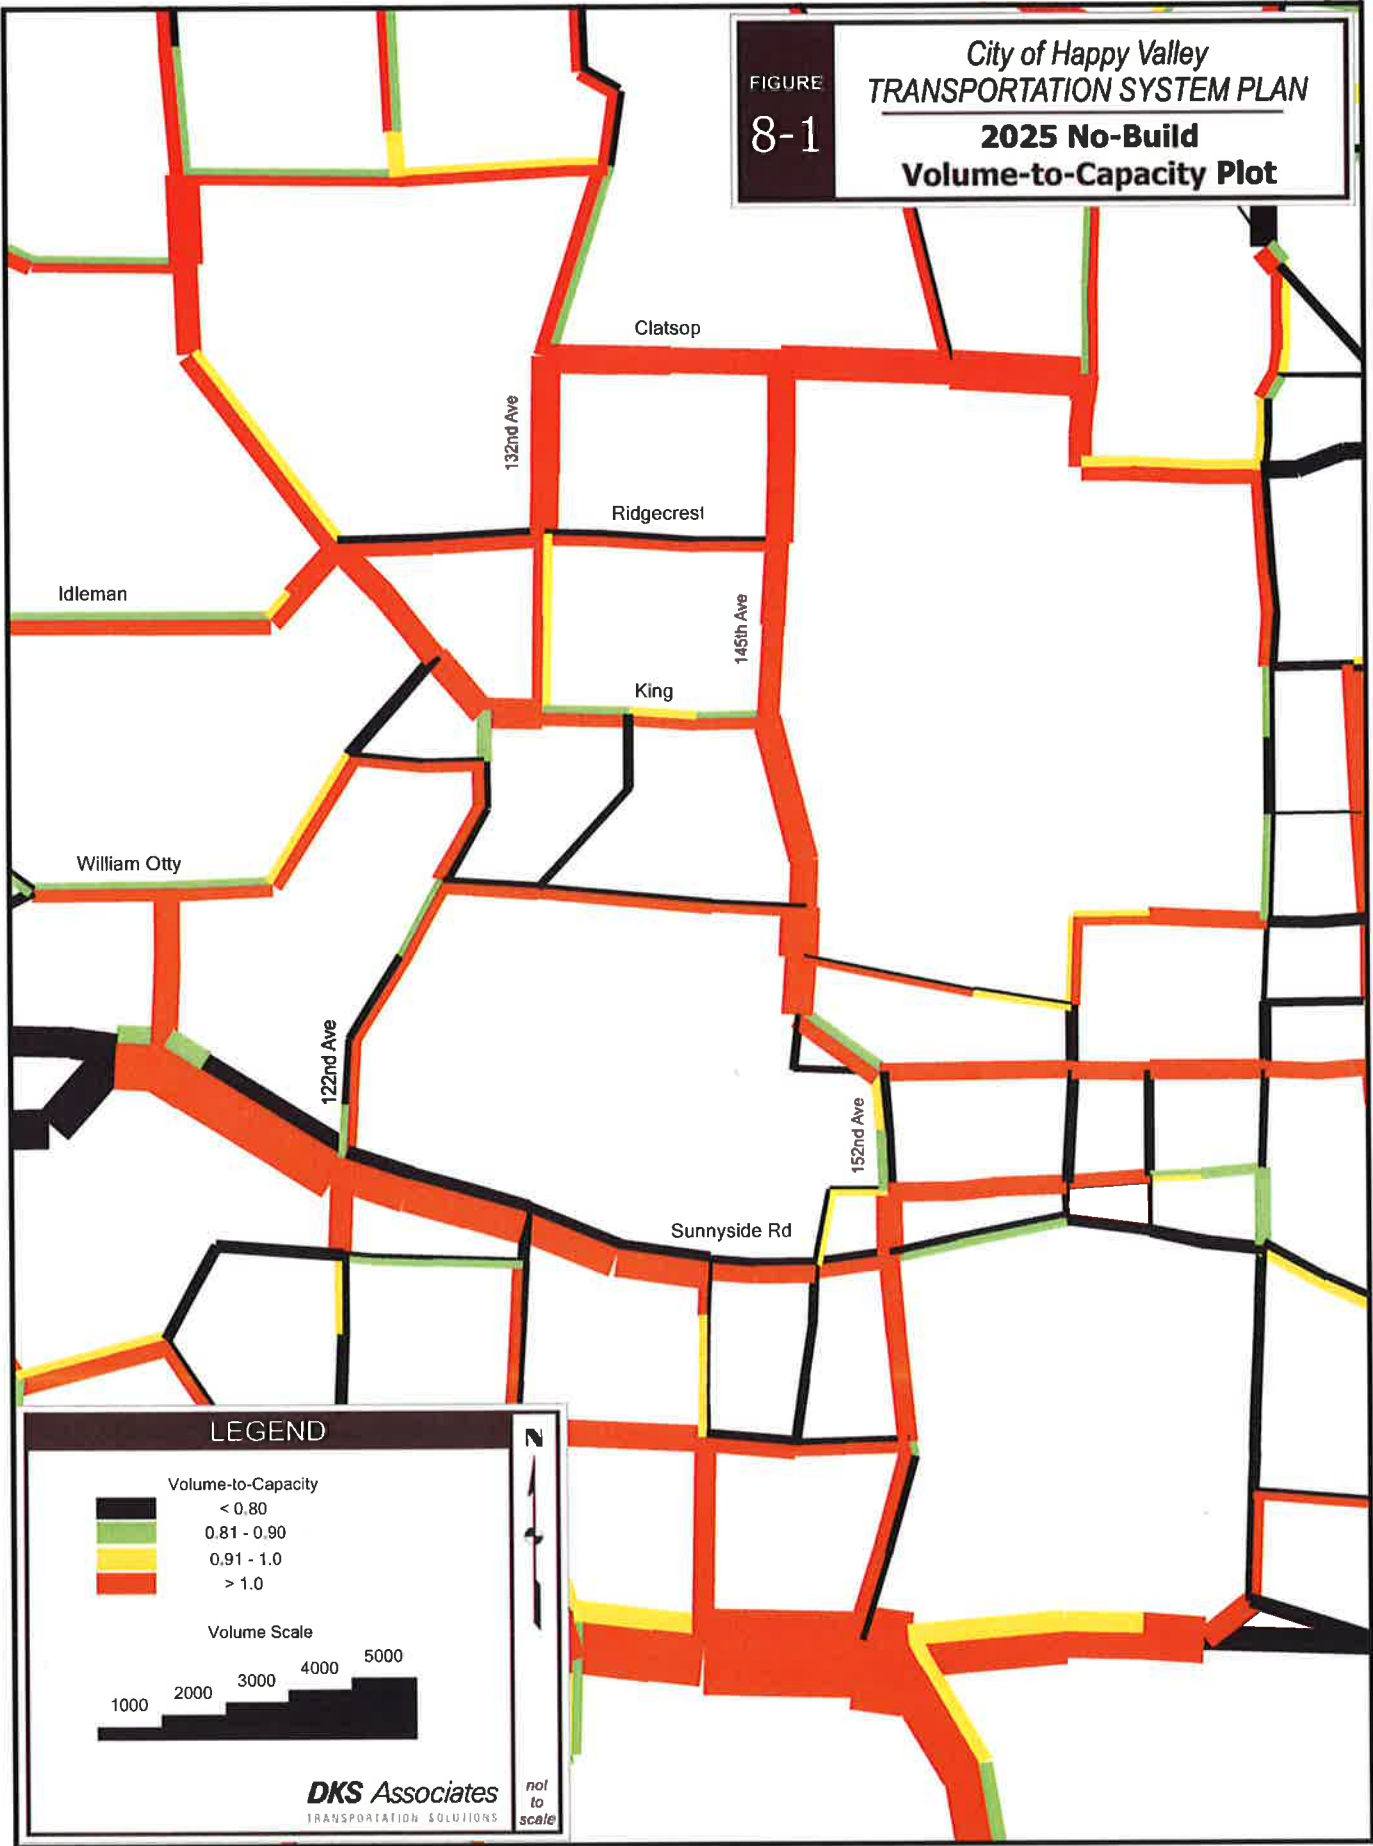 FIGURE
8-1
City of Happy Valley
TRANSPORTATION SYSTEM PLAN
2025 No-Build
Volume-to-Capacity Plot
Clatsop
132nd Ave
Ridgecrest
Idleman
145th Ave
King
William Otty
122nd Ave
152nd Ave
Sunnyside Rd
LEGEND
Volume-to-Capacity
< 0.80
0.81 - 0.90
0.91 - 1.0
> 1.0
Volume Scale
1000 2000 3000 4000 5000
DKS Associates
TRANSPORTATION SOLUTIONS
N
not
to
scale